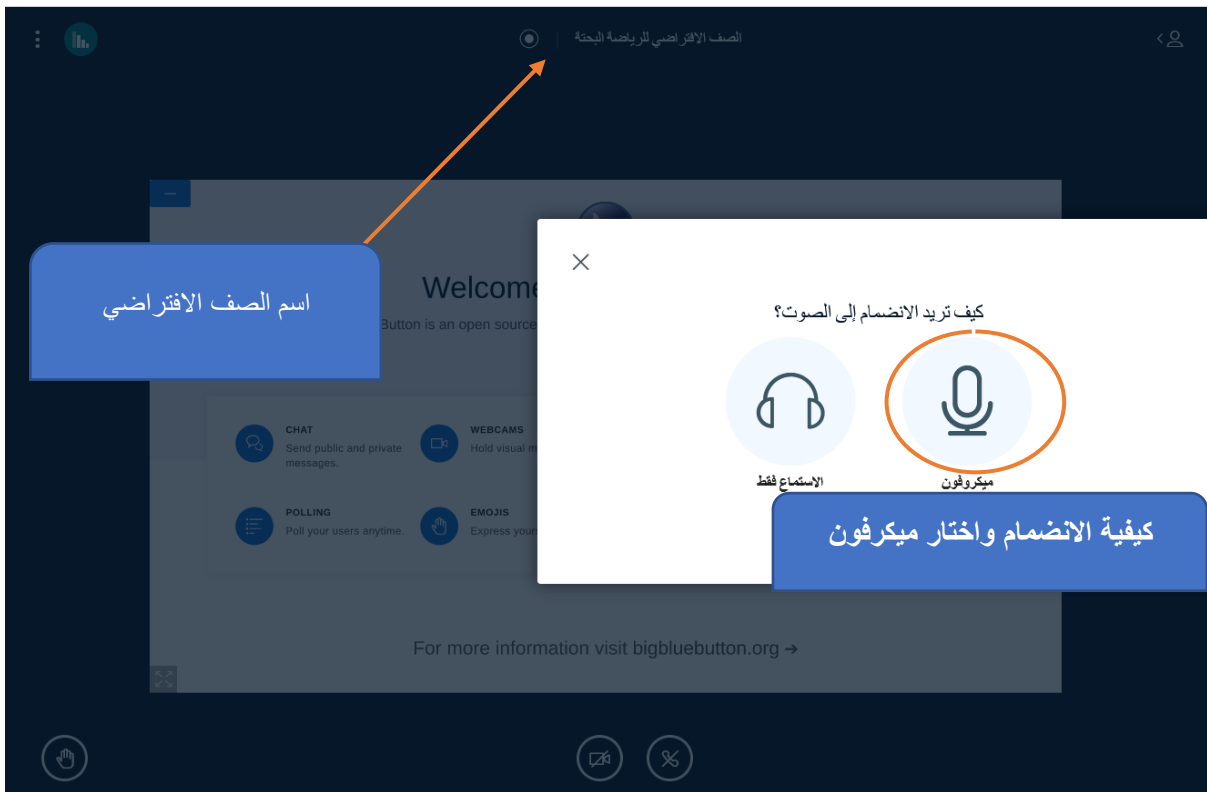 الصف الافتراضي للرياضة البحتة
اسم الصف الافتراضي
Welcome
Button is an open source
كيف تريد الانضمام إلى الصوت؟
الاستماع فقط
ميكروفون
كيفية الانضمام واختار ميكرفون
CHAT
Send public and private
messages.
WEBCAMS
Hold visual
POLLING
Poll your users anytime.
EMOJIS
Express
For more information visit bigbluebutton.org →